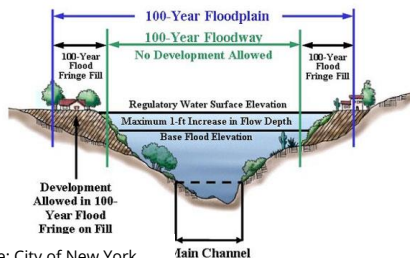 100-Year Floodplain
100-Year Floodway
No Development Allowed
100-Year
Flood
Fringe Fill
100-Year
Flood
Fringe Fill
Regulatory Water Surface Elevation
Maximum 1-ft Increase in Flow Depth
Base Flood Elevation
Development
Allowed in 100-
Year Flood
Fringe on Fill
City of New York
Channel